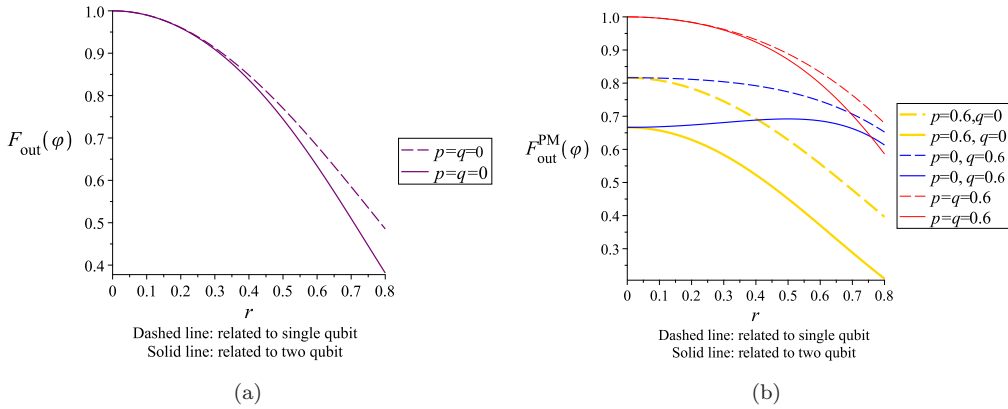 F_out(φ)
1.0
0.9
0.8
0.7
0.6
0.5
0.4
0 0.1 0.2 0.3 0.4 0.5 0.6 0.7 0.8
r
p=q=0
p=q=0
Dashed line: related to single qubit
Solid line: related to two qubit
(a)
F_out^PM(φ)
1.0
0.9
0.8
0.7
0.6
0.5
0.4
0.3
0 0.1 0.2 0.3 0.4 0.5 0.6 0.7 0.8
r
p=0.6,q=0
p=0.6, q=0
p=0, q=0.6
p=0, q=0.6
p=q=0.6
p=q=0.6
Dashed line: related to single qubit
Solid line: related to two qubit
(b)